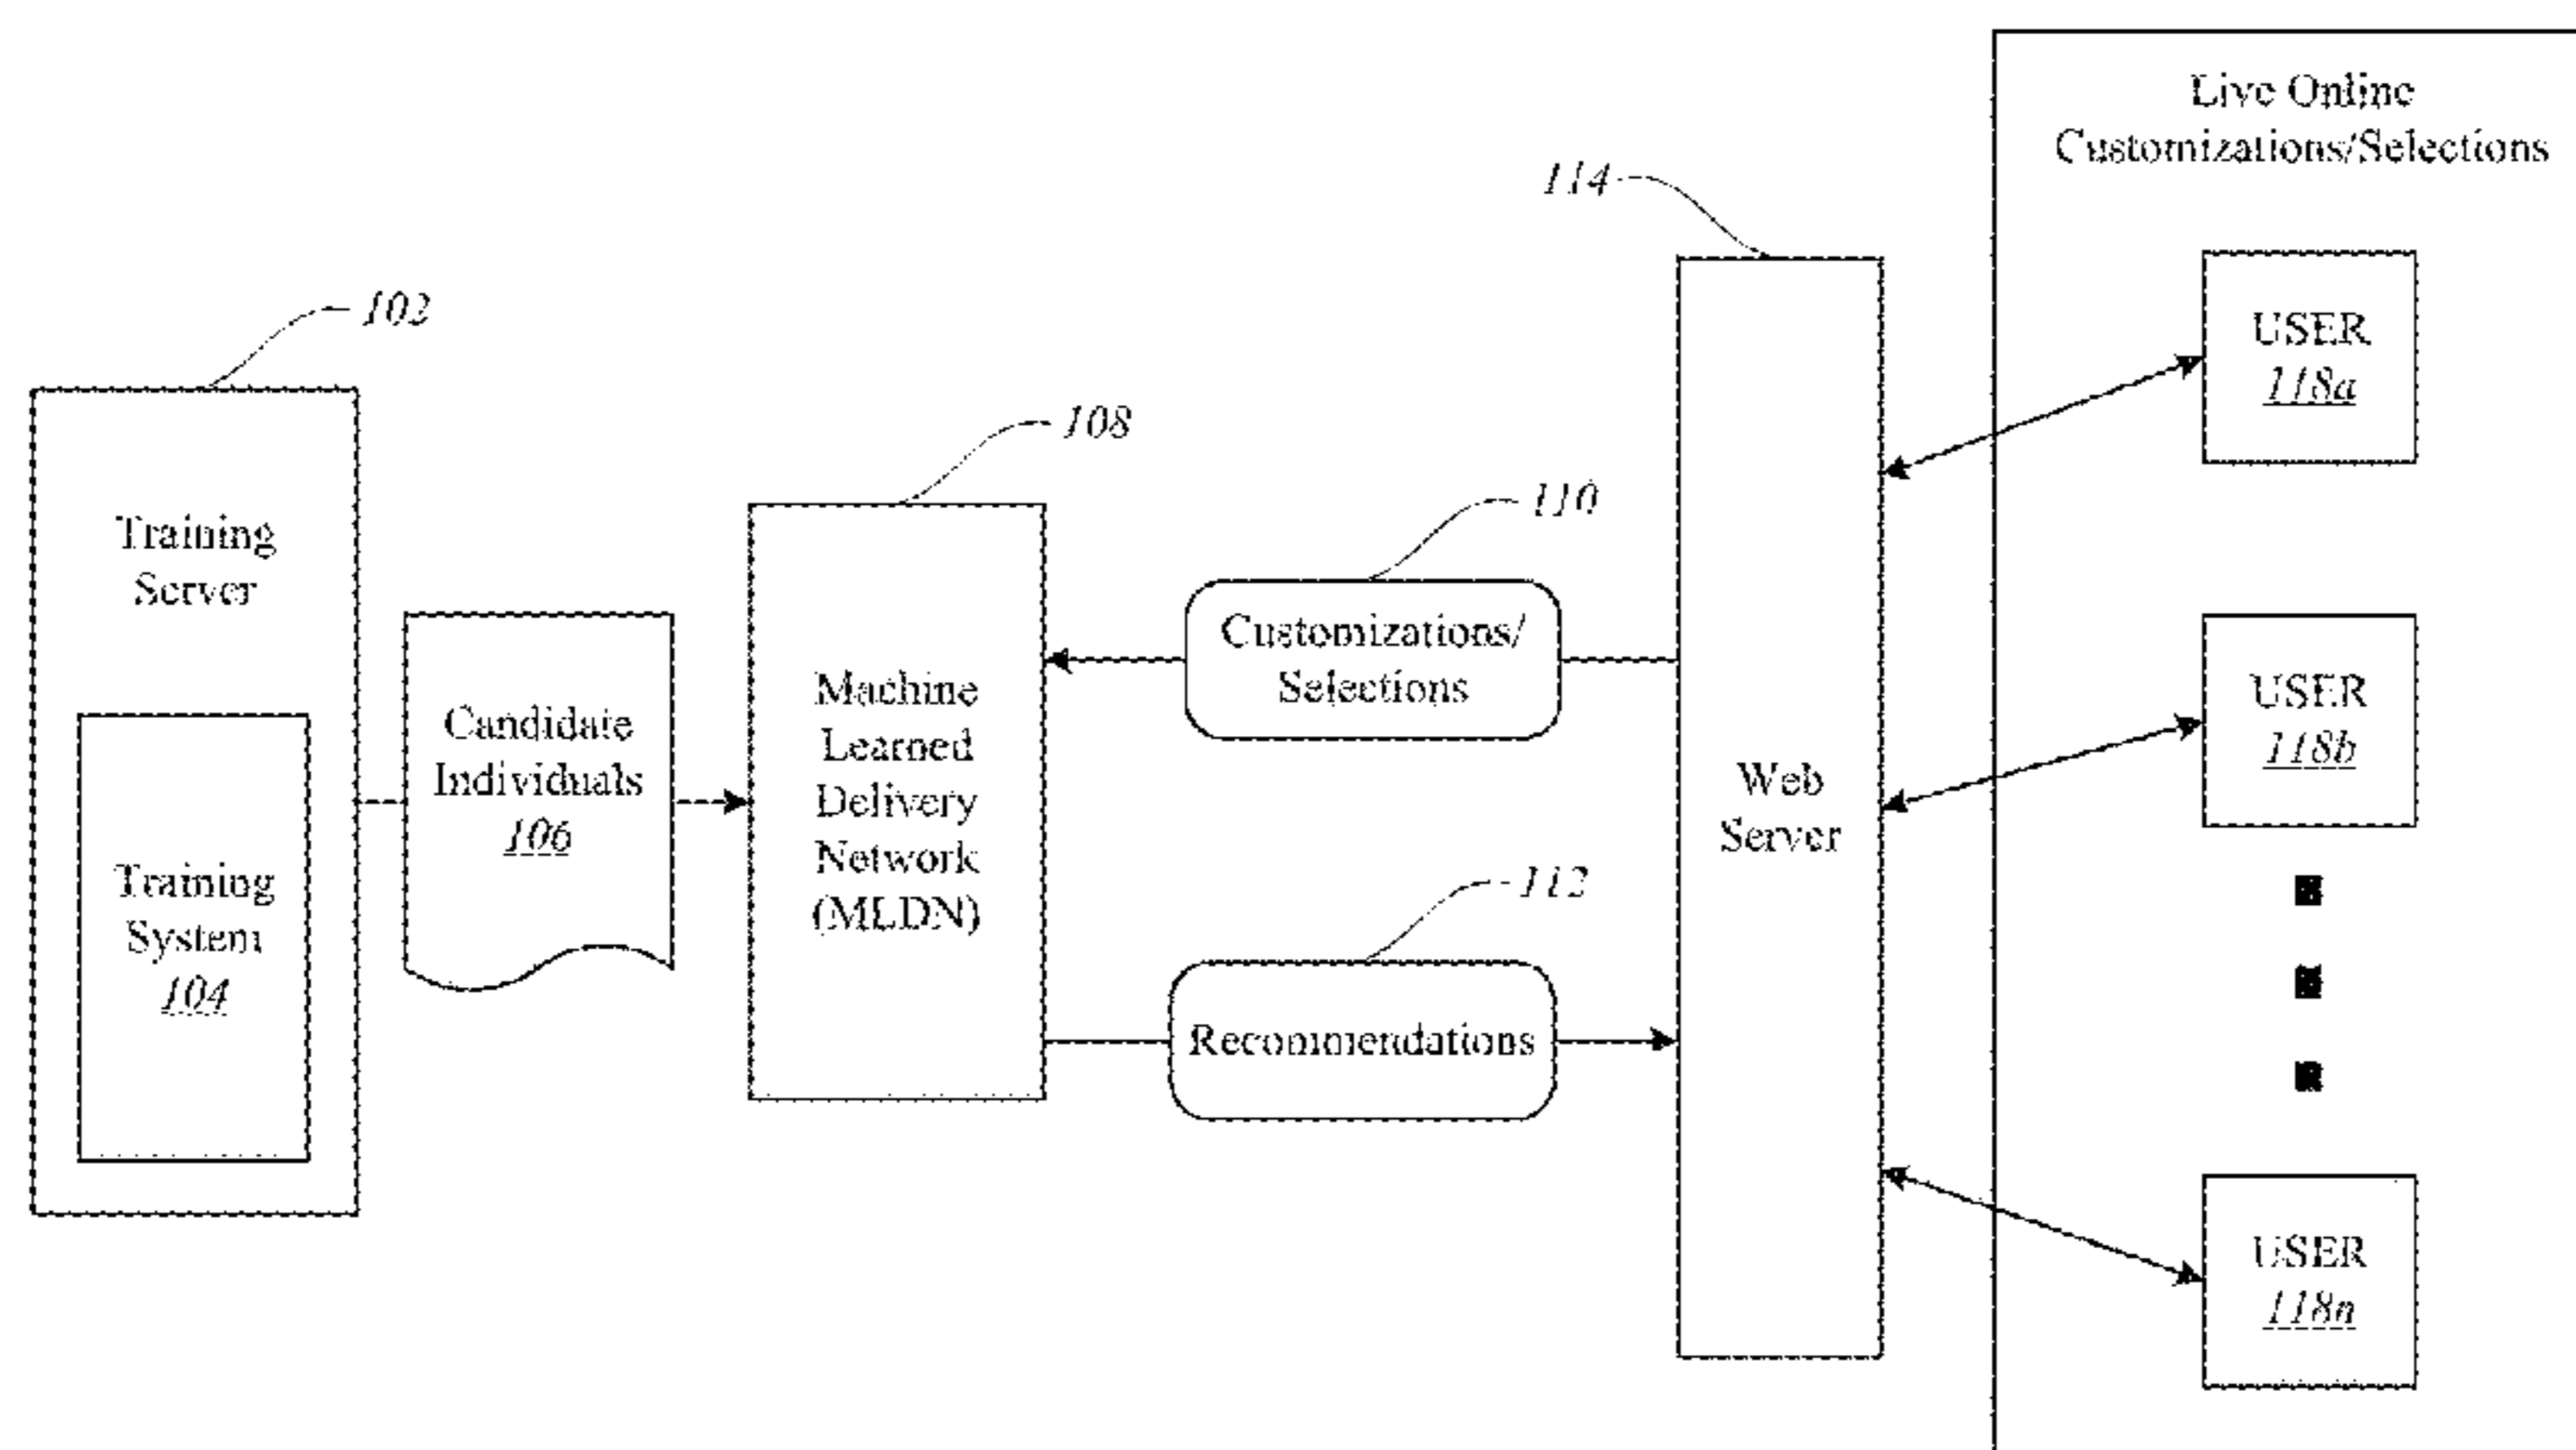 Live Online
Customizations/Selections
114
USER
118a
102
108
110
Training
Server
Customizations/
Selections
USER
118b
Candidate
Individuals
106
Machine
Learned
Delivery
Network
(MLDN)
Web
Server
Training
System
104
112
Recommendations
USER
118n